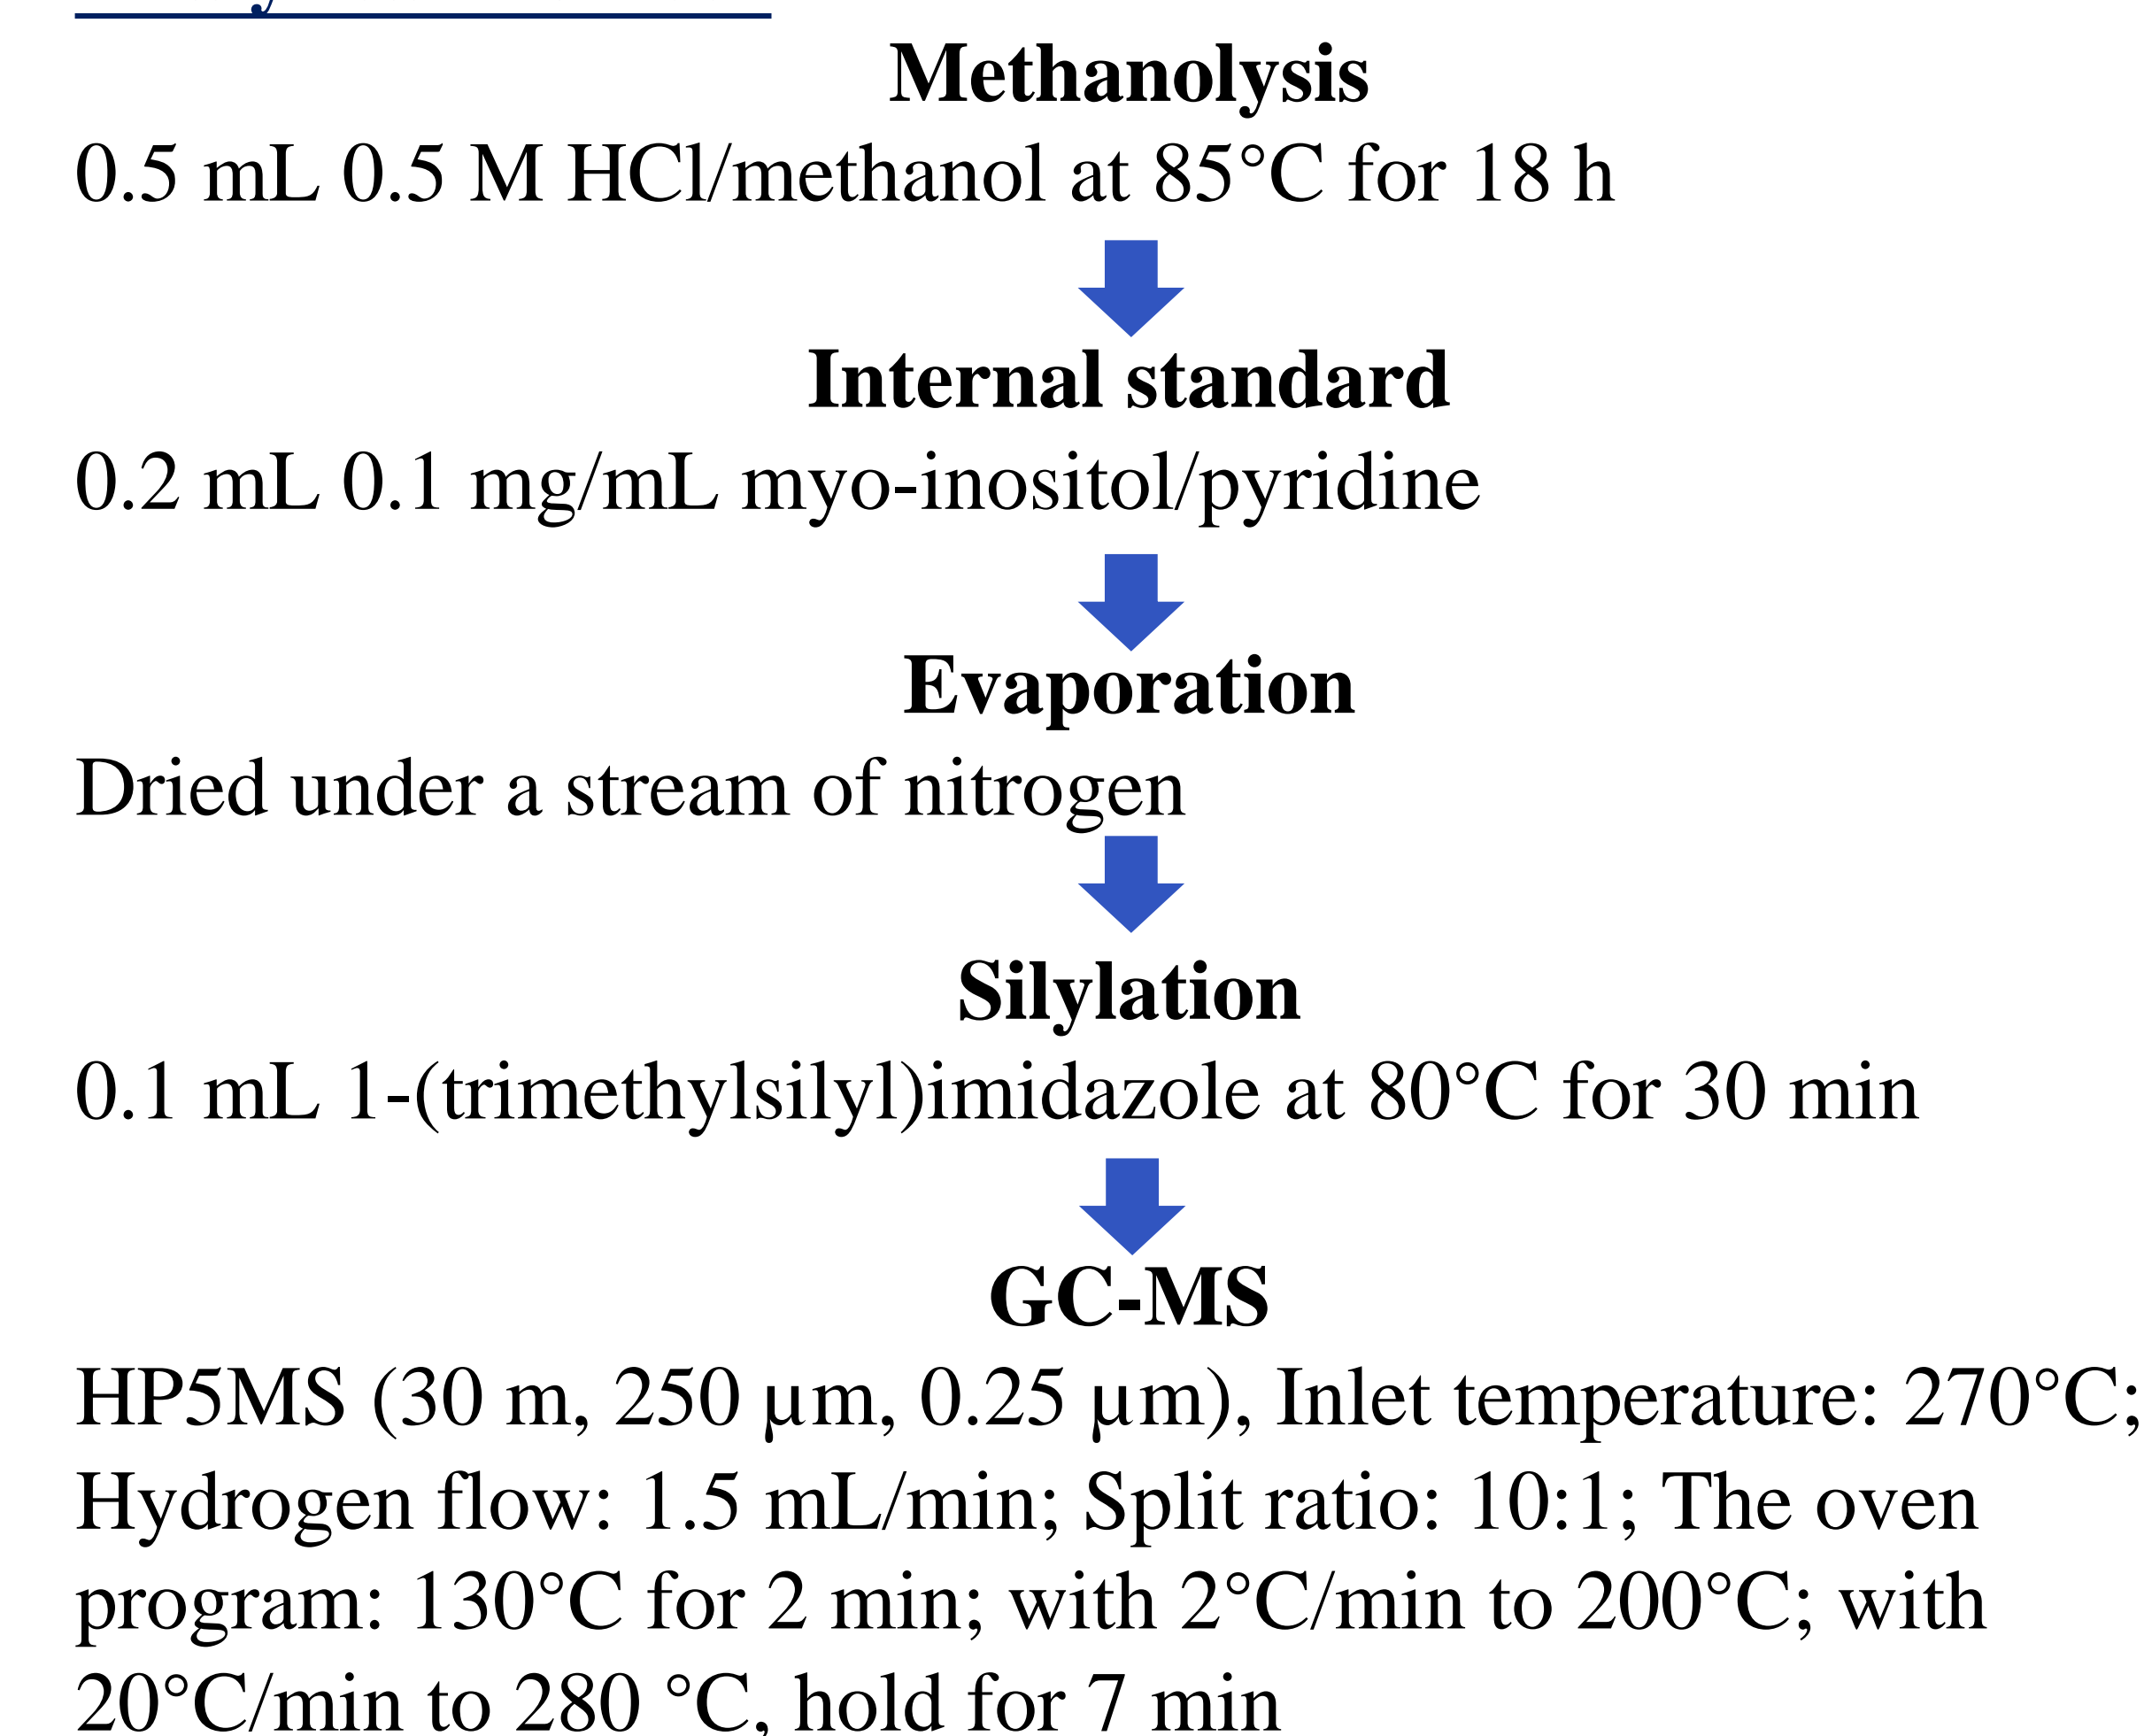 Methanolysis
0.5 mL 0.5 M HCl/methanol at 85°C for 18 h
Internal standard
0.2 mL 0.1 mg/mL myo-inositol/pyridine
Evaporation
Dried under a stream of nitrogen
Silylation
0.1 mL 1-(trimethylsilyl)imidazole at 80°C for 30 min
GC-MS
HP5MS (30 m, 250 µm, 0.25 µm), Inlet temperature: 270°C;
Hydrogen flow: 1.5 mL/min; Split ratio: 10:1; The oven
program: 130°C for 2 min; with 2°C/min to 200°C; with
20°C/min to 280 °C, hold for 7 min